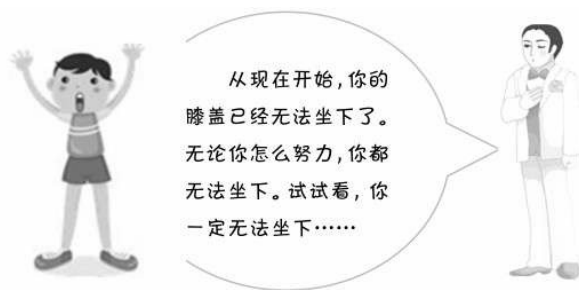 从现在开始,你的
膝盖已经无法坐下了。
无论你怎么努力,你都
无法坐下。试试看,你
一定无法坐下……